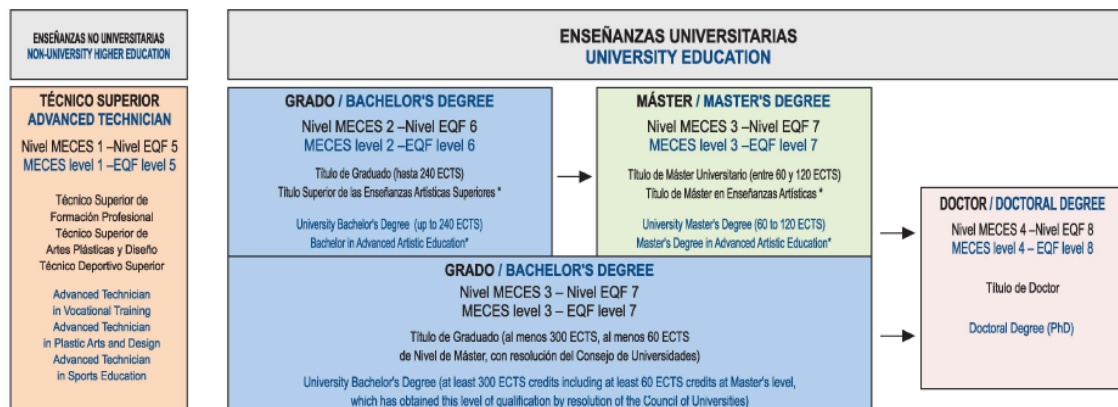 ENSEÑANZAS NO UNIVERSITARIAS
NON-UNIVERSITY HIGHER EDUCATION
ENSEÑANZAS UNIVERSITARIAS
UNIVERSITY EDUCATION
TÉCNICO SUPERIOR
ADVANCED TECHNICIAN
Nivel MECES 1 –Nivel EQF 5
MECES level 1 –EQF level 5
Técnico Superior de
Formación Profesional
Técnico Superior de
Artes Plásticas y Diseño
Técnico Deportivo Superior
Advanced Technician
in Vocational Training
Advanced Technician
in Plastic Arts and Design
Advanced Technician
in Sports Education
GRADO / BACHELOR'S DEGREE
Nivel MECES 2 –Nivel EQF 6
MECES level 2 –EQF level 6
Título de Graduado (hasta 240 ECTS)
Título Superior de las Enseñanzas Artísticas Superiores *
University Bachelor's Degree (up to 240 ECTS)
Bachelor in Advanced Artistic Education*
MÁSTER / MASTER'S DEGREE
Nivel MECES 3 –Nivel EQF 7
MECES level 3 –EQF level 7
Título de Máster Universitario (entre 60 y 120 ECTS)
Título de Máster en Enseñanzas Artísticas *
University Master's Degree (60 to 120 ECTS)
Master's Degree in Advanced Artistic Education*
GRADO / BACHELOR'S DEGREE
Nivel MECES 3 – Nivel EQF 7
MECES level 3 – EQF level 7
Título de Graduado (al menos 300 ECTS, al menos 60 ECTS
de Nivel de Máster, con resolución del Consejo de Universidades)
University Bachelor's Degree (at least 300 ECTS credits including at least 60 ECTS credits at Master's level,
which has obtained this level of qualification by resolution of the Council of Universities)
DOCTOR / DOCTORAL DEGREE
Nivel MECES 4 –Nivel EQF 8
MECES level 4 – EQF level 8
Título de Doctor
Doctoral Degree (PhD)